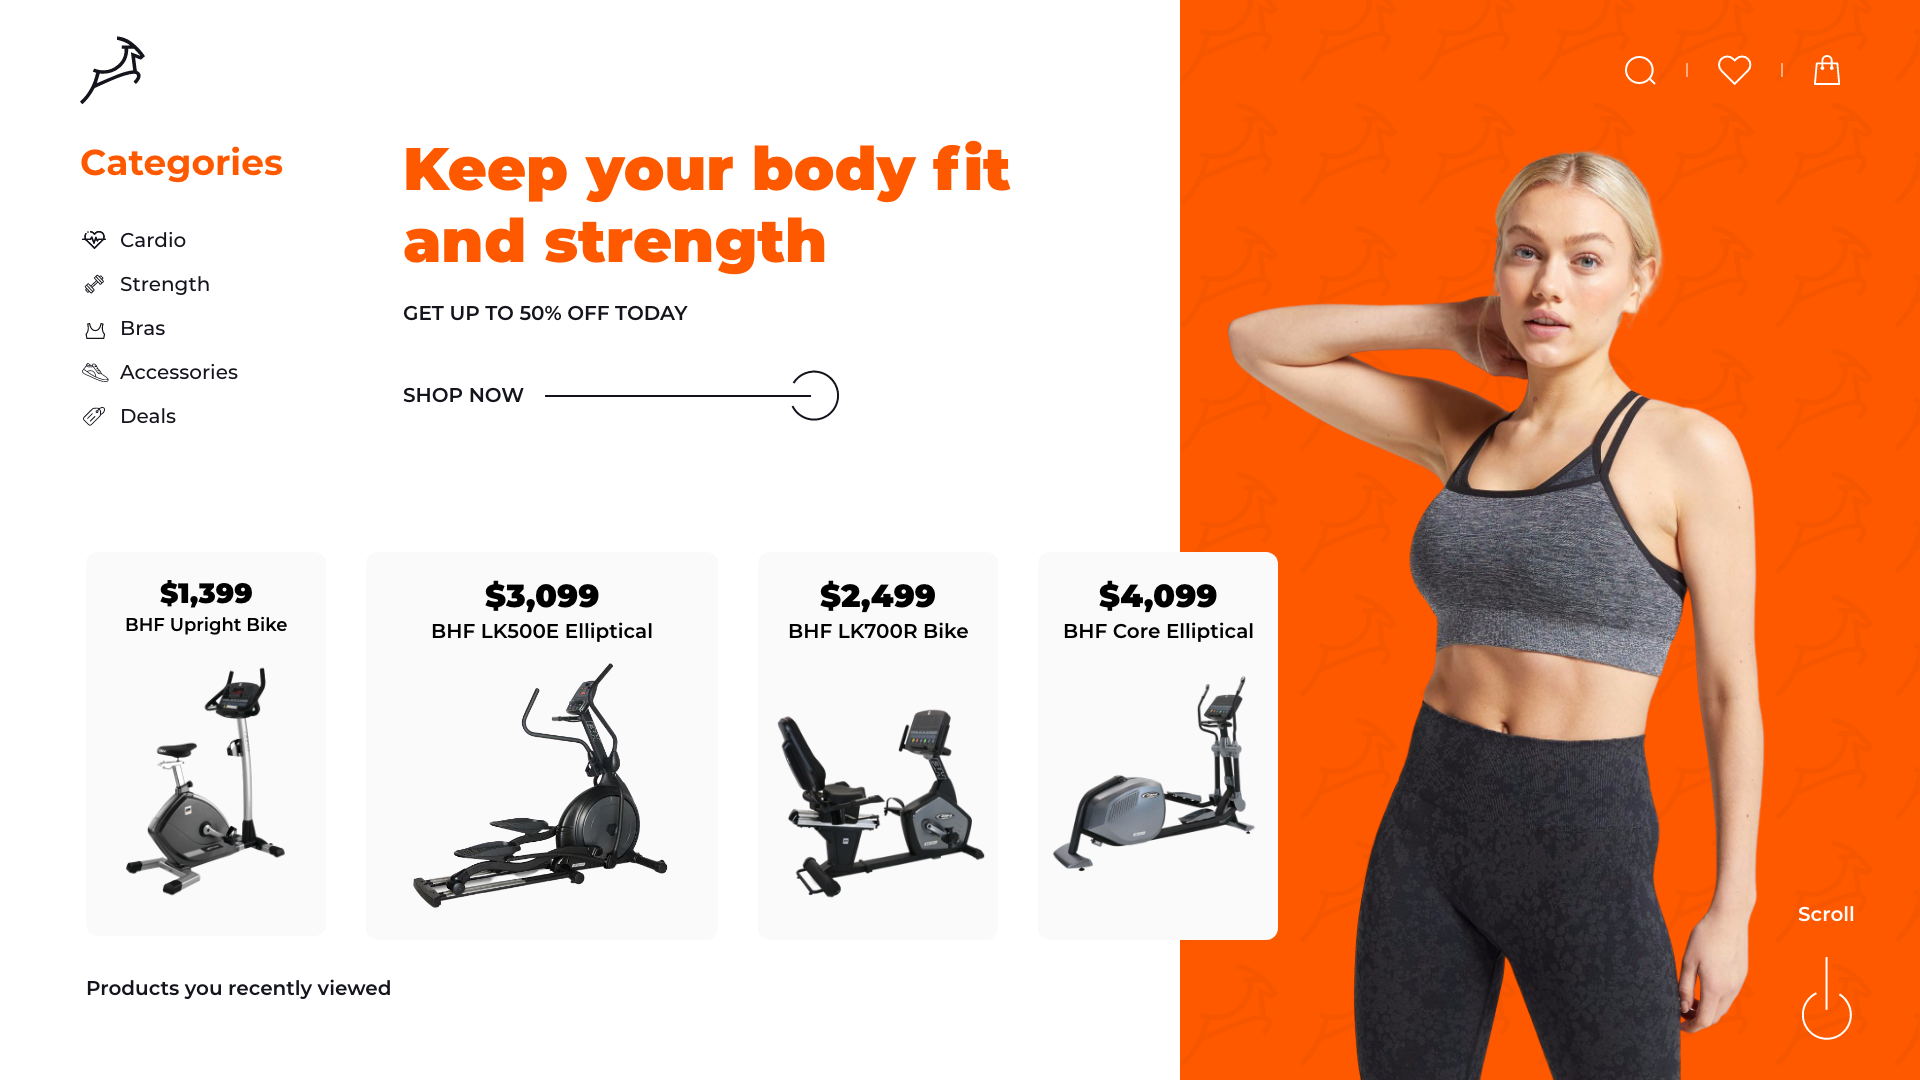 Categories
Cardio
Strength
Bras
Accessories
Deals
Keep your body fit
and strength
GET UP TO 50% OFF TODAY
SHOP NOW
$1,399
BHF Upright Bike
$3,099
BHF LK500E Elliptical
$2,499
BHF LK700R Bike
$4,099
BHF Core Elliptical
Products you recently viewed
Scroll